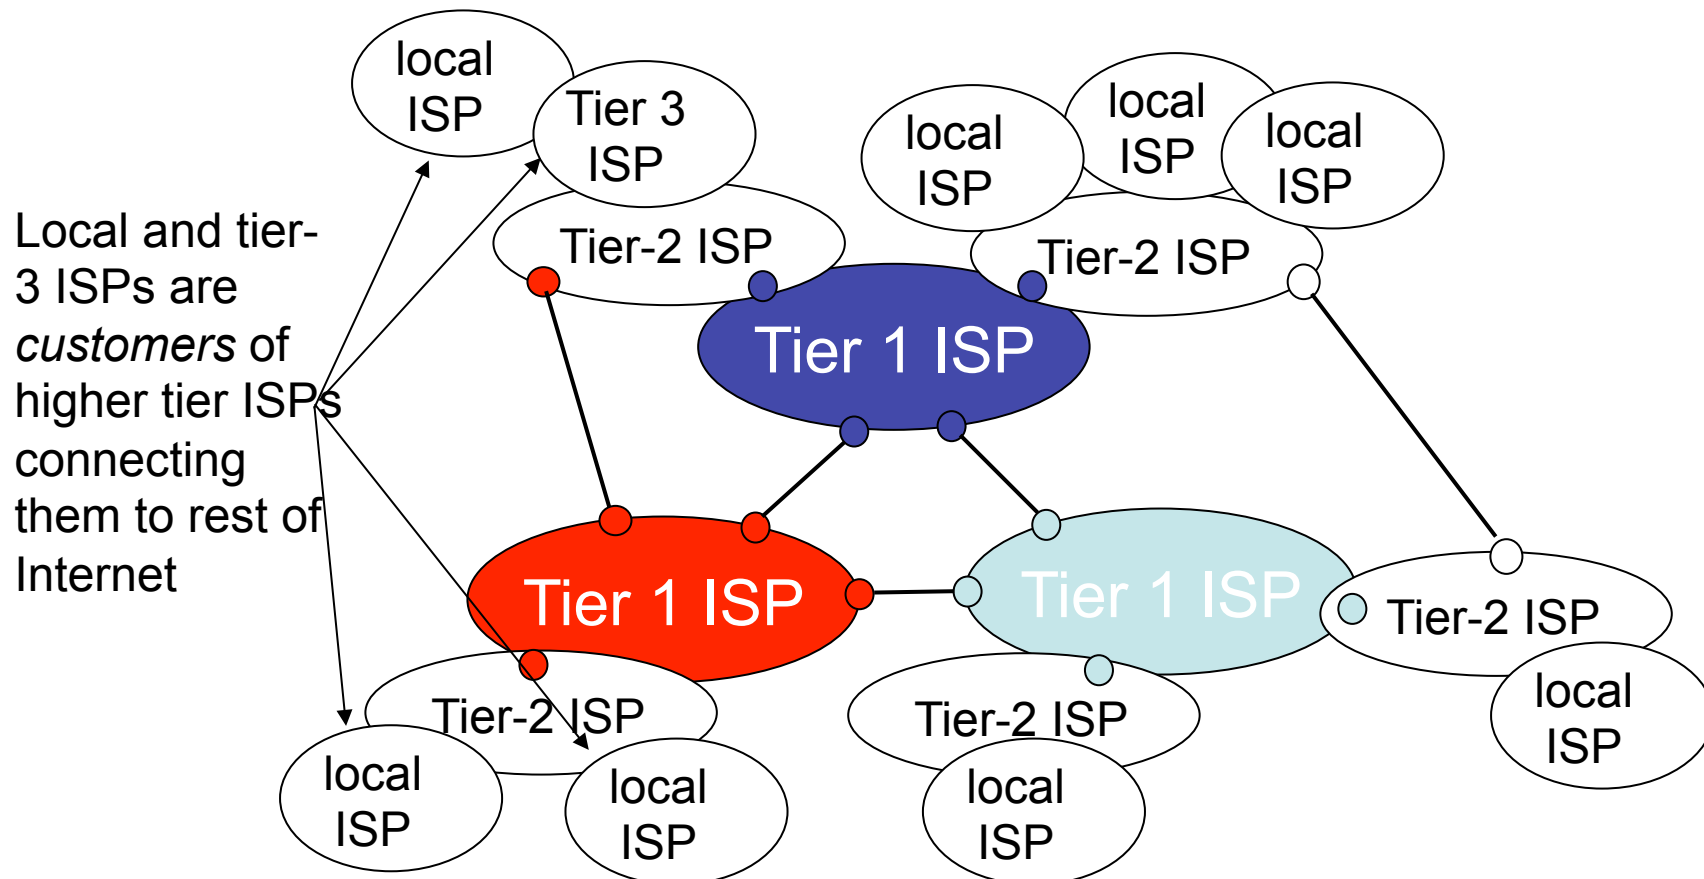 local
ISP
Tier 3
ISP
local
ISP
local
ISP
local
ISP
Local and tier-
3 ISPs are
customers of
higher tier ISPs
connecting
them to rest of
Internet
Tier-2 ISP
Tier-2 ISP
Tier 1 ISP
Tier 1 ISP
Tier 1 ISP
Tier-2 ISP
Tier-2 ISP
Tier-2 ISP
local
ISP
local
ISP
local
ISP
local
ISP